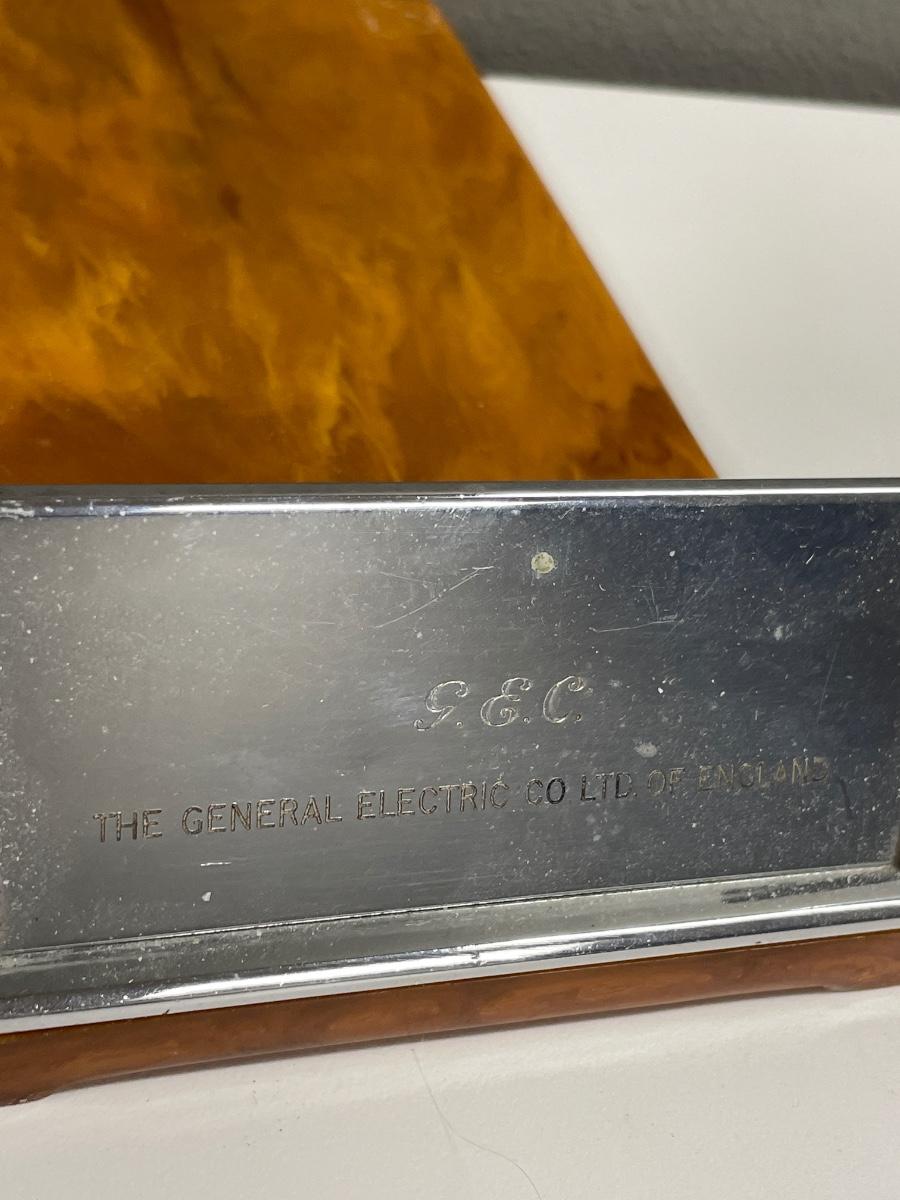 G.E.C.
THE GENERAL ELECTRIC CO LTD. OF ENGLAND